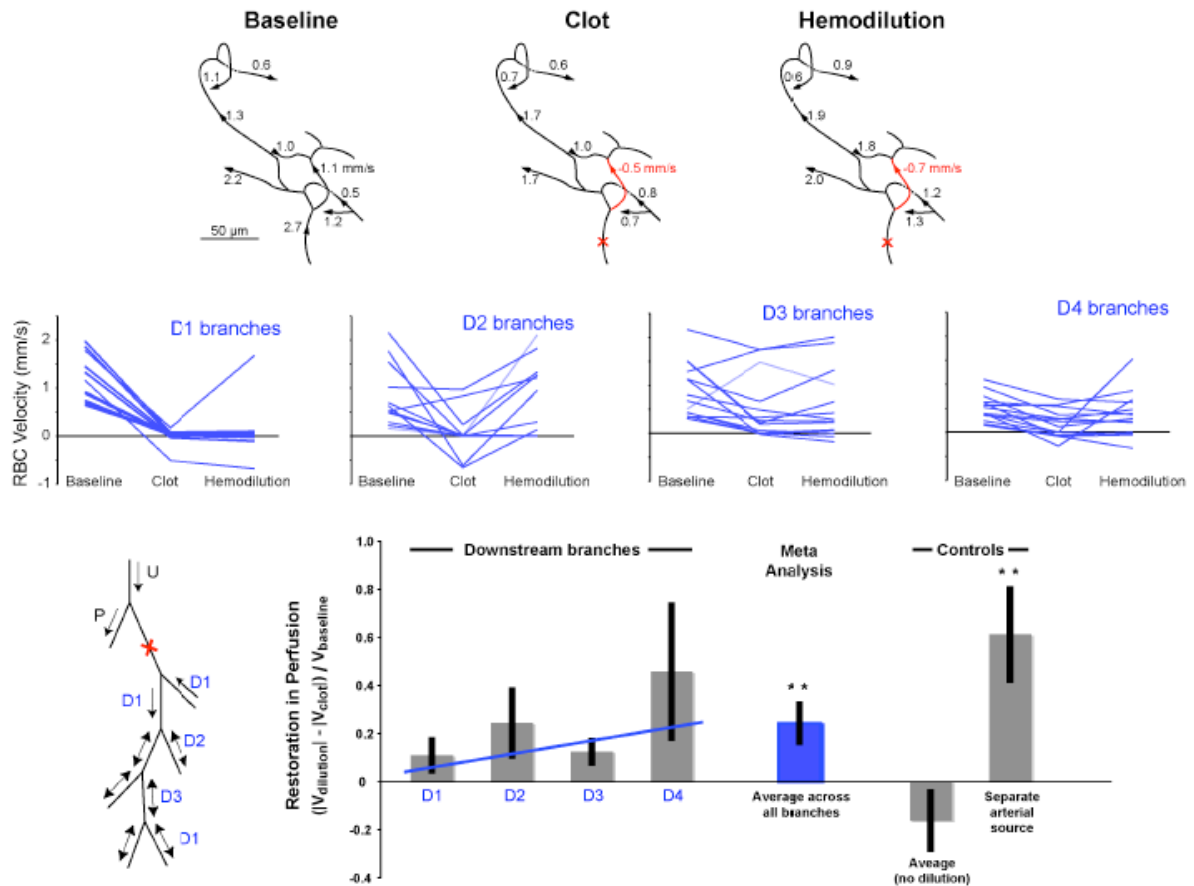 Baseline Clot Hemodilution
0.6
1.1
1.3
1.0
1.1 mm/s
2.2
0.5
1.2
2.7
50 µm
0.6
0.7
1.7
1.0
-0.5 mm/s
1.7
0.8
0.7
0.9
0.6
1.9
1.8
-0.7 mm/s
2.0
1.2
1.3
RBC Velocity (mm/s)
2
1
0
-1
D1 branches
Baseline Clot Hemodilution
D2 branches
Baseline Clot Hemodilution
D3 branches
Baseline Clot Hemodilution
D4 branches
Baseline Clot Hemodilution
U
P
D1
D1
D2
D3
D1
Restoration in Perfusion
(|Vdilution| - |Vclot|) / Vbaseline
1.0
0.8
0.6
0.4
0.2
0
-0.2
-0.4
Downstream branches
D1 D2 D3 D4
Meta
Analysis
* *
Average across
all branches
Controls
* *
Aveage
(no dilution)
Separate
arterial
source